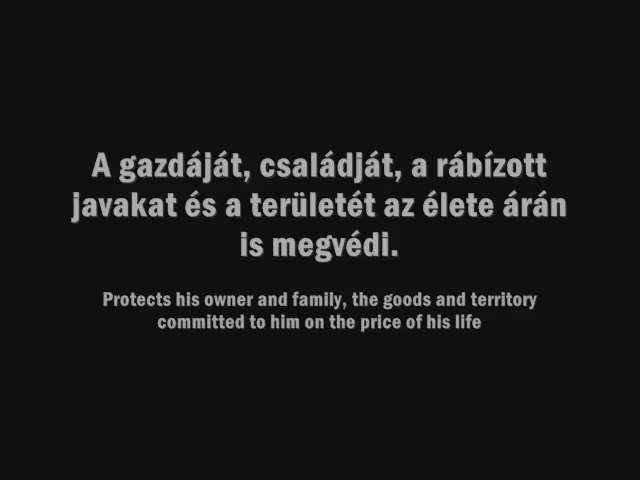 A gazdáját, családját, a rábízott
javakat és a területét az élete árán
is megvédi.
Protects his owner and family, the goods and territory
committed to him on the price of his life